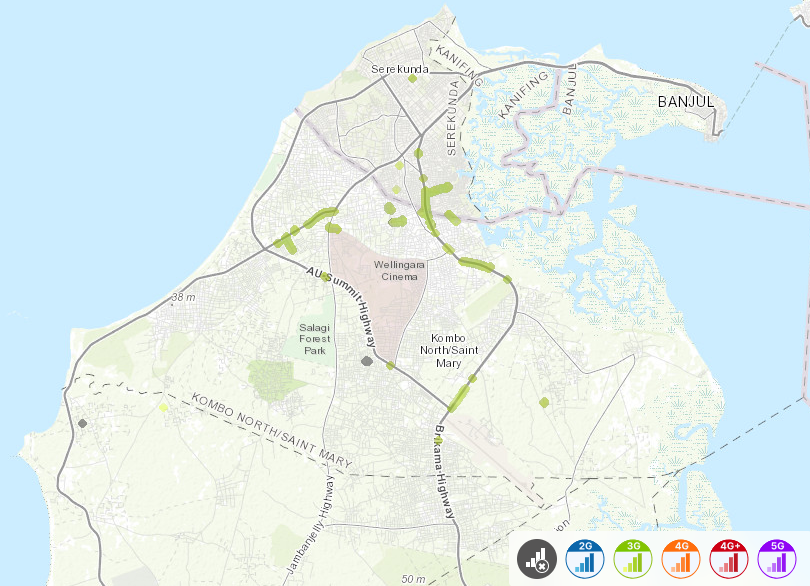 KANIFING
Serekunda
KANIFING
BANJUL
BANJUL
SEREKUNDA
Wellingara
Cinema
AU-Summit-Highway
38 m
Salagi
Forest
Park
Kombo
North/Saint
Mary
KOMBO NORTH/SAINT MARY
Brikama-Highway
Jambanjelly Highway
50 m
2G
3G
4G
4G+
5G